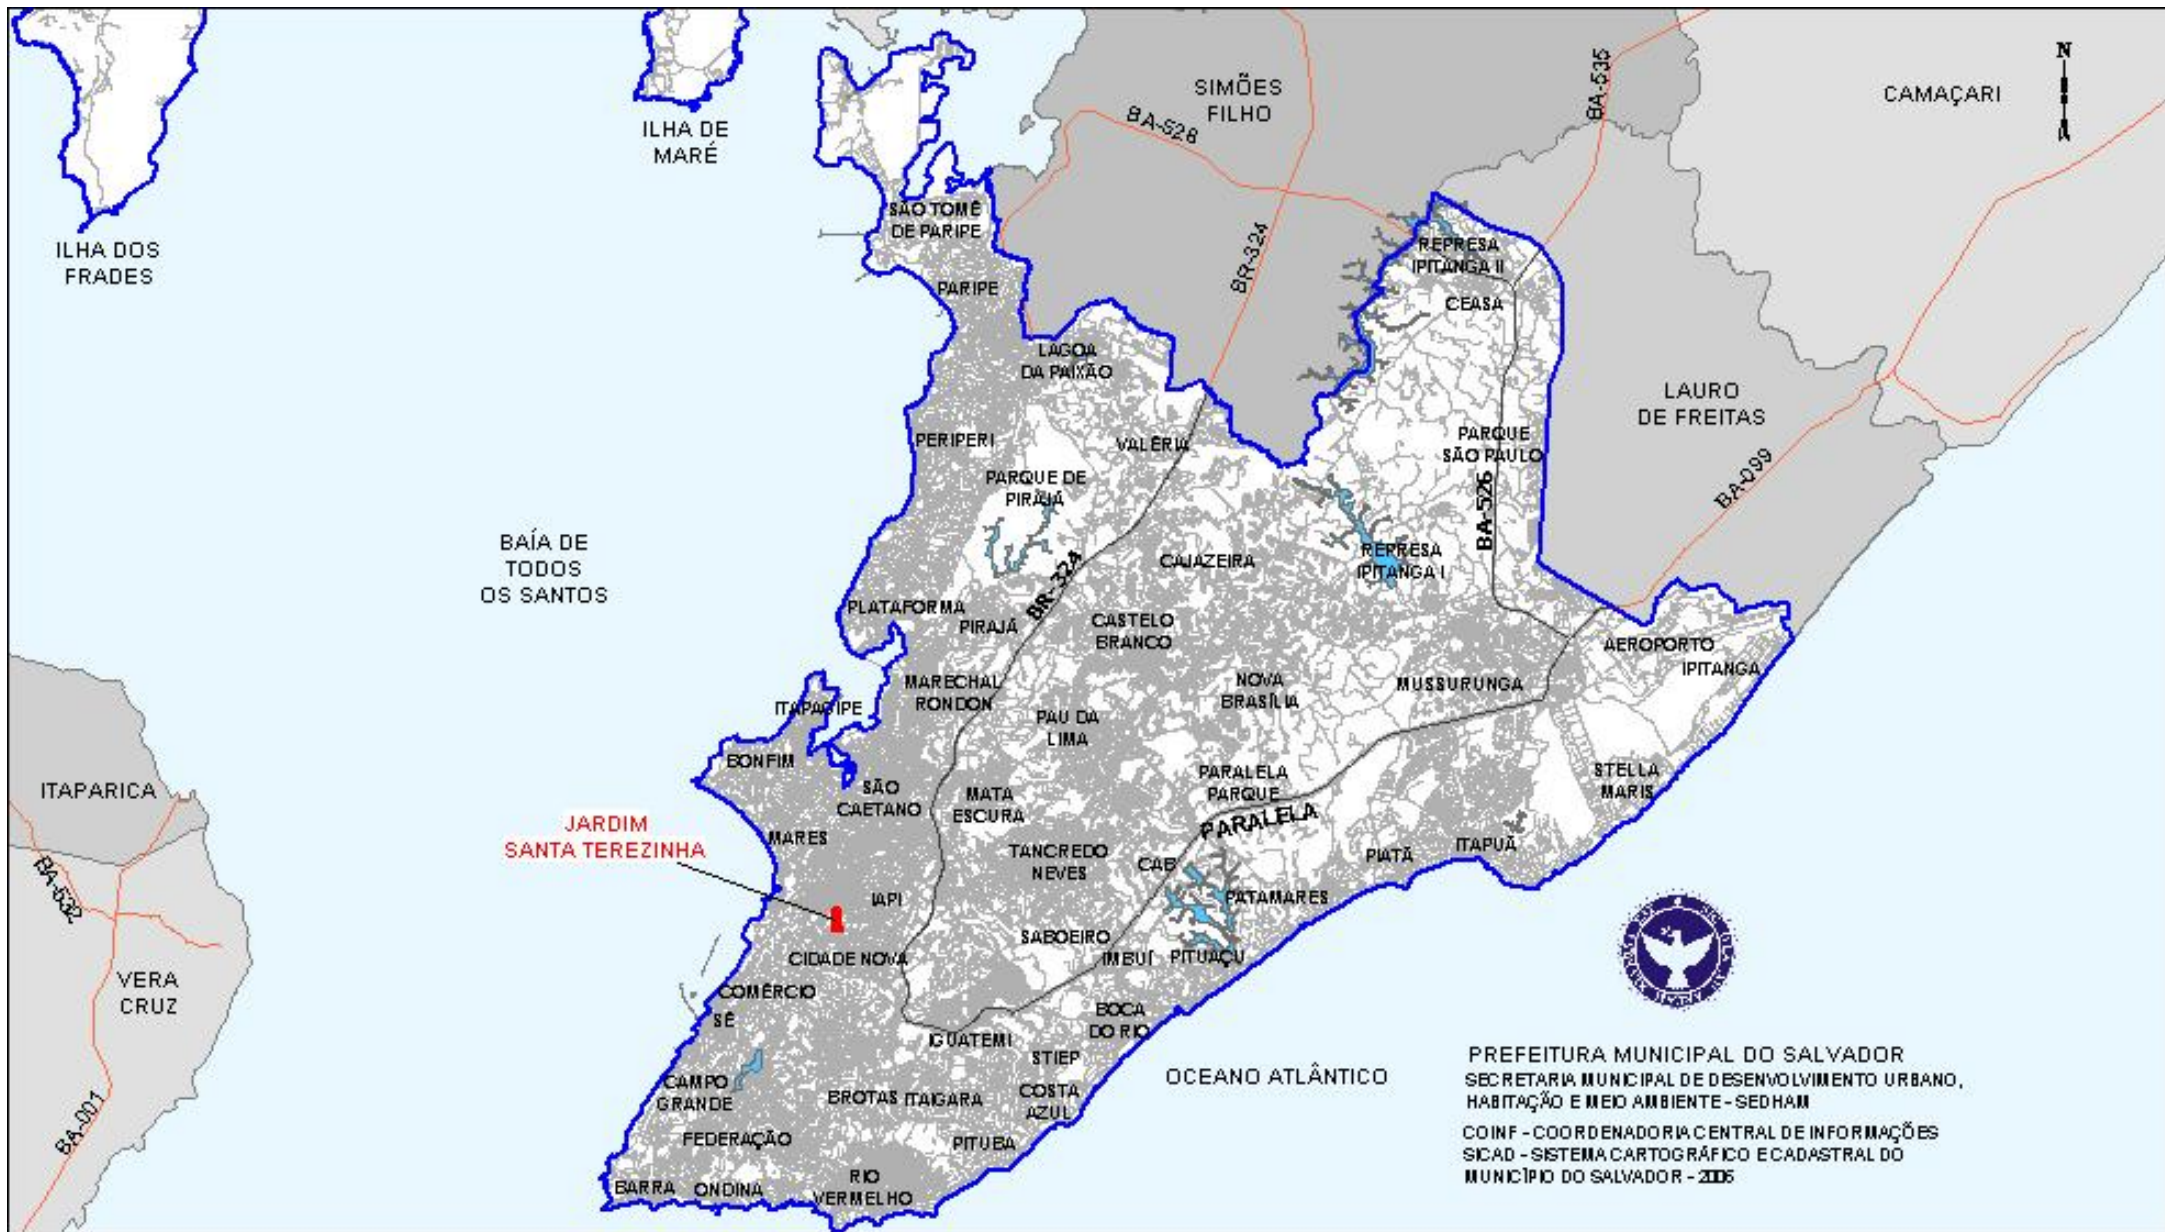 N
SIMÕES
FILHO
CAMAÇARI
BA-535
BA-526
ILHA DE
MARÉ
ILHA DOS
FRADES
SÃO TOMÉ
DE PARIPE
BR-324
REPRESA
IPITANGA II
CEASA
PARIPE
LAGOA
DA PAIXÃO
LAURO
DE FREITAS
PERIPERI
VALÉRIA
PARQUE
SÃO PAULO
BA-099
PARQUE DE
PIRAJÁ
BA-526
BAÍA DE
TODOS
OS SANTOS
CAJAZEIRA
REPRESA
IPITANGA I
BR-324
PLATAFORMA
PIRAJÁ
CASTELO
BRANCO
AEROPORTO
IPITANGA
MARECHAL
RONDON
NOVA
BRASÍLIA
MUSSURUNGA
ITAPAGIPE
PAU DA
LIMA
BONFIM
PARALELA
PARQUE
STELLA
MARIS
ITAPARICA
SÃO
CAETANO
MATA
ESCURA
PARALELA
JARDIM
SANTA TEREZINHA
MARES
TANCREDO
NEVES
CAB
PIATÃ
ITAPUÃ
BA-532
IAPI
PATAMARES
SABOEIRO
IMBUÍ
PITUAÇU
CIDADE NOVA
VERA
CRUZ
COMÉRCIO
SÉ
BOCA
DO RIO
IGUATEMI
STIEP
OCEANO ATLÂNTICO
CAMPO
GRANDE
BROTAS
ITAIGARA
COSTA
AZUL
BA-001
FEDERAÇÃO
PITUBA
BARRA
ONDINA
RIO
VERMELHO
PREFEITURA MUNICIPAL DO SALVADOR
SECRETARIA MUNICIPAL DE DESENVOLVIMENTO URBANO,
HABITAÇÃO E MEIO AMBIENTE - SEDHAM
COINF - COORDENADORIA CENTRAL DE INFORMAÇÕES
SICAD - SISTEMA CARTOGRÁFICO E CADASTRAL DO
MUNICÍPIO DO SALVADOR - 2006